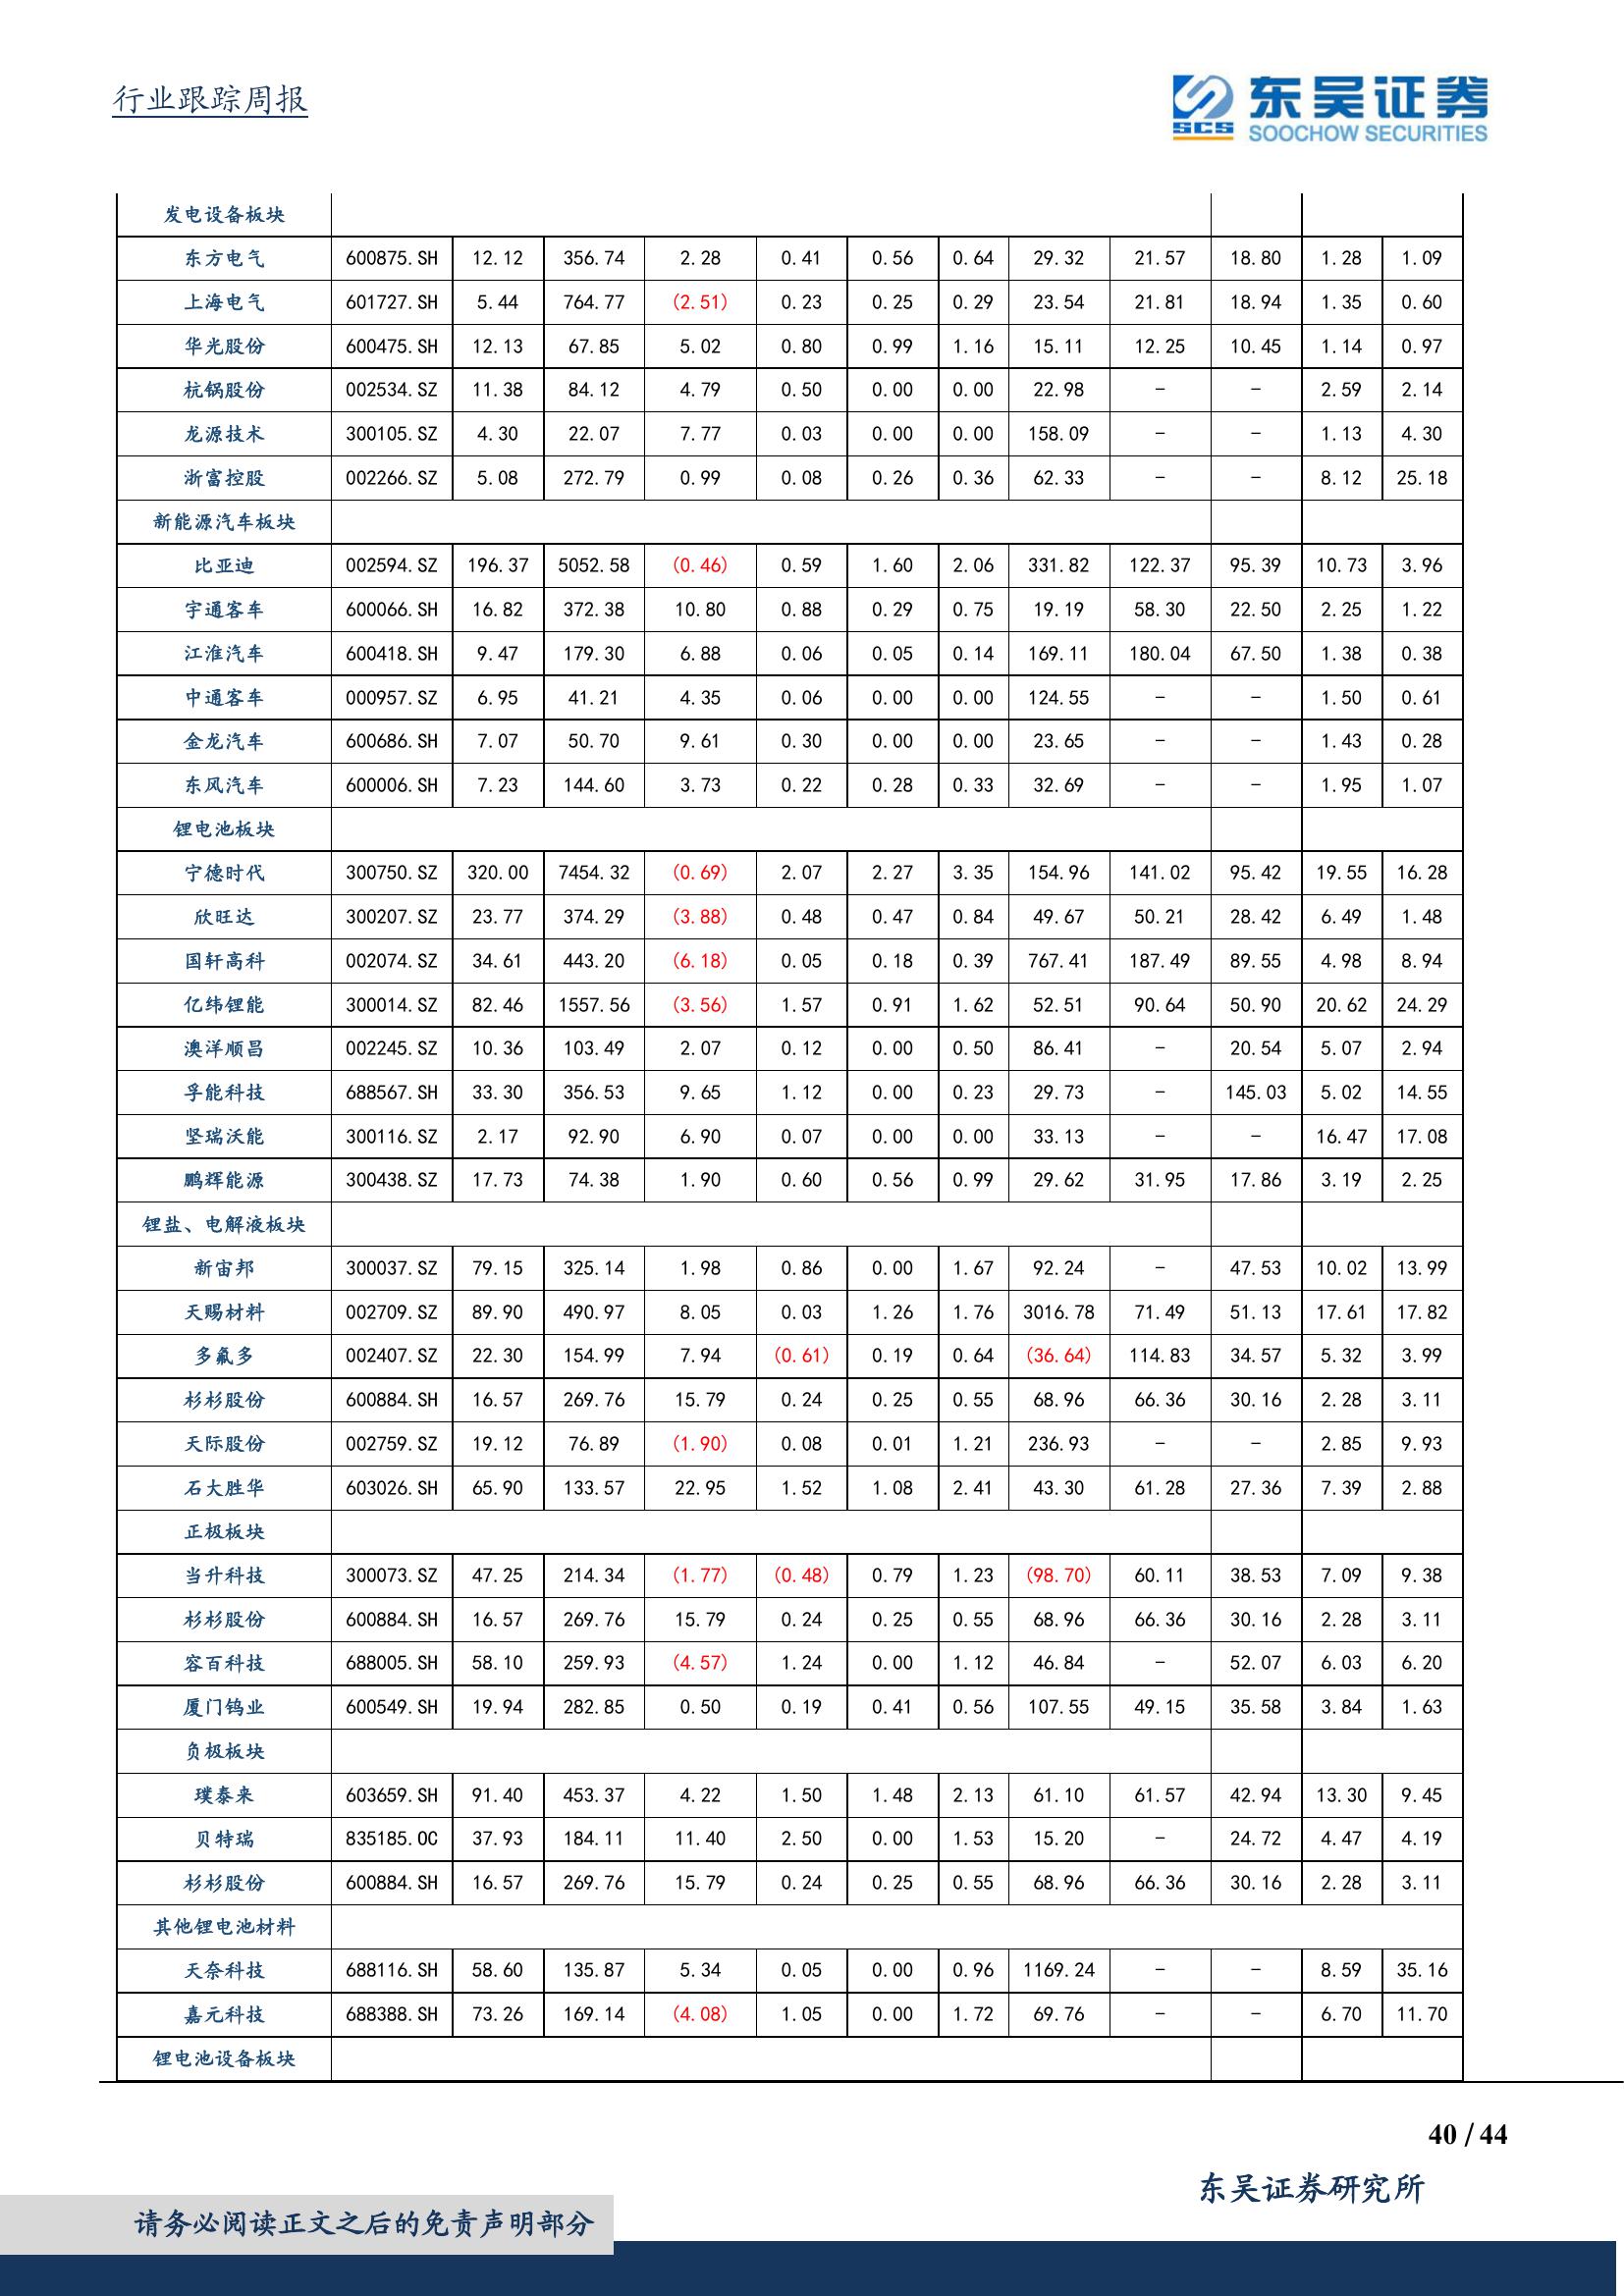 行业跟踪周报
SCS 东吴证券
SOOCHOW SECURITIES
发电设备板块
东方电气 600875.SH 12.12 356.74 2.28 0.41 0.56 0.64 29.32 21.57 18.80 1.28 1.09
上海电气 601727.SH 5.44 764.77 (2.51) 0.23 0.25 0.29 23.54 21.81 18.94 1.35 0.60
华光股份 600475.SH 12.13 67.85 5.02 0.80 0.99 1.16 15.11 12.25 10.45 1.14 0.97
杭锅股份 002534.SZ 11.38 84.12 4.79 0.50 0.00 0.00 22.98 - - 2.59 2.14
龙源技术 300105.SZ 4.30 22.07 7.77 0.03 0.00 0.00 158.09 - - 1.13 4.30
浙富控股 002266.SZ 5.08 272.79 0.99 0.08 0.26 0.36 62.33 - - 8.12 25.18
新能源汽车板块
比亚迪 002594.SZ 196.37 5052.58 (0.46) 0.59 1.60 2.06 331.82 122.37 95.39 10.73 3.96
宇通客车 600066.SH 16.82 372.38 10.80 0.88 0.29 0.75 19.19 58.30 22.50 2.25 1.22
江淮汽车 600418.SH 9.47 179.30 6.88 0.06 0.05 0.14 169.11 180.04 67.50 1.38 0.38
中通客车 000957.SZ 6.95 41.21 4.35 0.06 0.00 0.00 124.55 - - 1.50 0.61
金龙汽车 600686.SH 7.07 50.70 9.61 0.30 0.00 0.00 23.65 - - 1.43 0.28
东风汽车 600006.SH 7.23 144.60 3.73 0.22 0.28 0.33 32.69 - - 1.95 1.07
锂电池板块
宁德时代 300750.SZ 320.00 7454.32 (0.69) 2.07 2.27 3.35 154.96 141.02 95.42 19.55 16.28
欣旺达 300207.SZ 23.77 374.29 (3.88) 0.48 0.47 0.84 49.67 50.21 28.42 6.49 1.48
国轩高科 002074.SZ 34.61 443.20 (6.18) 0.05 0.18 0.39 767.41 187.49 89.55 4.98 8.94
亿纬锂能 300014.SZ 82.46 1557.56 (3.56) 1.57 0.91 1.62 52.51 90.64 50.90 20.62 24.29
澳洋顺昌 002245.SZ 10.36 103.49 2.07 0.12 0.00 0.50 86.41 - 20.54 5.07 2.94
孚能科技 688567.SH 33.30 356.53 9.65 1.12 0.00 0.23 29.73 - 145.03 5.02 14.55
坚瑞沃能 300116.SZ 2.17 92.90 6.90 0.07 0.00 0.00 33.13 - - 16.47 17.08
鹏辉能源 300438.SZ 17.73 74.38 1.90 0.60 0.56 0.99 29.62 31.95 17.86 3.19 2.25
锂盐、电解液板块
新宙邦 300037.SZ 79.15 325.14 1.98 0.86 0.00 1.67 92.24 - 47.53 10.02 13.99
天赐材料 002709.SZ 89.90 490.97 8.05 0.03 1.26 1.76 3016.78 71.49 51.13 17.61 17.82
多氟多 002407.SZ 22.30 154.99 7.94 (0.61) 0.19 0.64 (36.64) 114.83 34.57 5.32 3.99
杉杉股份 600884.SH 16.57 269.76 15.79 0.24 0.25 0.55 68.96 66.36 30.16 2.28 3.11
天际股份 002759.SZ 19.12 76.89 (1.90) 0.08 0.01 1.21 236.93 - - 2.85 9.93
石大胜华 603026.SH 65.90 133.57 22.95 1.52 1.08 2.41 43.30 61.28 27.36 7.39 2.88
正极板块
当升科技 300073.SZ 47.25 214.34 (1.77) (0.48) 0.79 1.23 (98.70) 60.11 38.53 7.09 9.38
杉杉股份 600884.SH 16.57 269.76 15.79 0.24 0.25 0.55 68.96 66.36 30.16 2.28 3.11
容百科技 688005.SH 58.10 259.93 (4.57) 1.24 0.00 1.12 46.84 - 52.07 6.03 6.20
厦门钨业 600549.SH 19.94 282.85 0.50 0.19 0.41 0.56 107.55 49.15 35.58 3.84 1.63
负极板块
璞泰来 603659.SH 91.40 453.37 4.22 1.50 1.48 2.13 61.10 61.57 42.94 13.30 9.45
贝特瑞 835185.OC 37.93 184.11 11.40 2.50 0.00 1.53 15.20 - 24.72 4.47 4.19
杉杉股份 600884.SH 16.57 269.76 15.79 0.24 0.25 0.55 68.96 66.36 30.16 2.28 3.11
其他锂电池材料
天奈科技 688116.SH 58.60 135.87 5.34 0.05 0.00 0.96 1169.24 - - 8.59 35.16
嘉元科技 688388.SH 73.26 169.14 (4.08) 1.05 0.00 1.72 69.76 - - 6.70 11.70
锂电池设备板块
40 / 44
东吴证券研究所
请务必阅读正文之后的免责声明部分